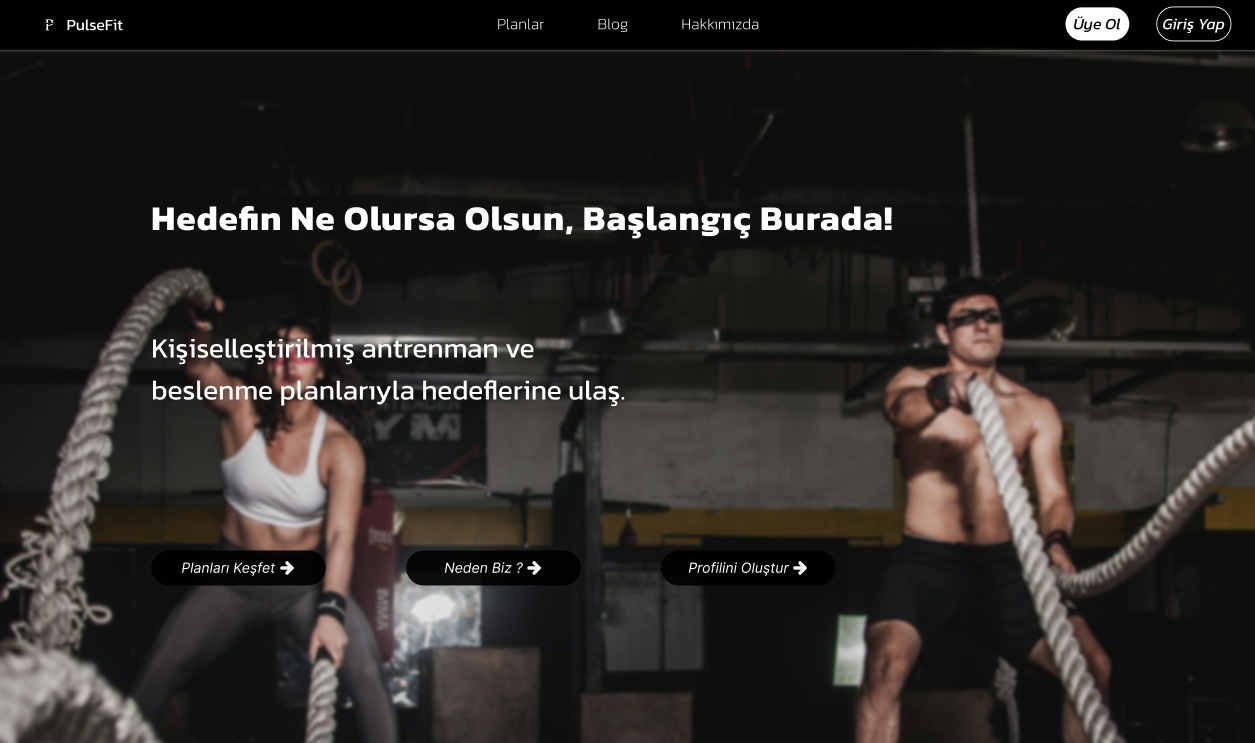 PulseFit
Planlar
Blog
Hakkımızda
Üye Ol
Giriş Yap
Hedefin Ne Olursa Olsun, Başlangıç Burada!
Kişiselleştirilmiş antrenman ve
beslenme planlarıyla hedeflerine ulaş.
YM
Planları Keşfet
Neden Biz ?
Profilini Oluştur